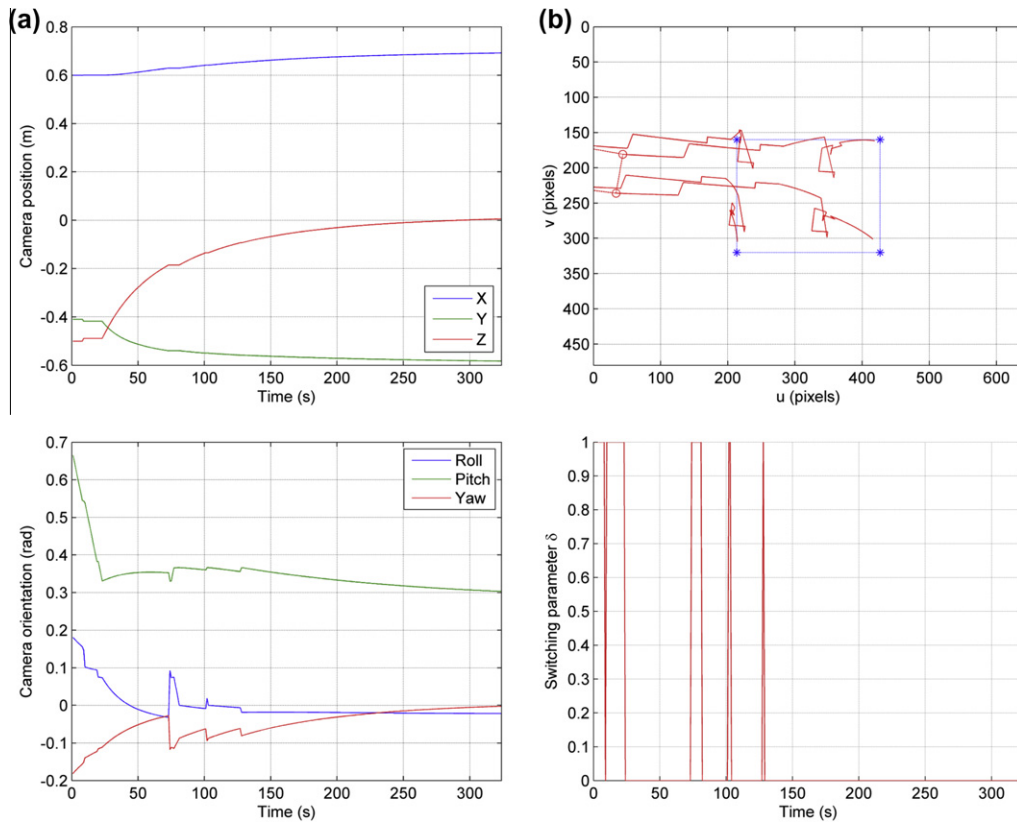 (a)
0.8
0.6
0.4
0.2
0
-0.2
-0.4
-0.6
Camera position (m)
0 50 100 150 200 250 300
Time (s)
X
Y
Z
(b)
0
50
100
150
200
250
300
350
400
450
v (pixels)
0 100 200 300 400 500 600
u (pixels)
0.7
0.6
0.5
0.4
0.3
0.2
0.1
0
-0.1
-0.2
Camera orientation (rad)
0 50 100 150 200 250 300
Time (s)
Roll
Pitch
Yaw
1
0.9
0.8
0.7
0.6
0.5
0.4
0.3
0.2
0.1
0
Switching parameter δ
0 50 100 150 200 250 300
Time (s)